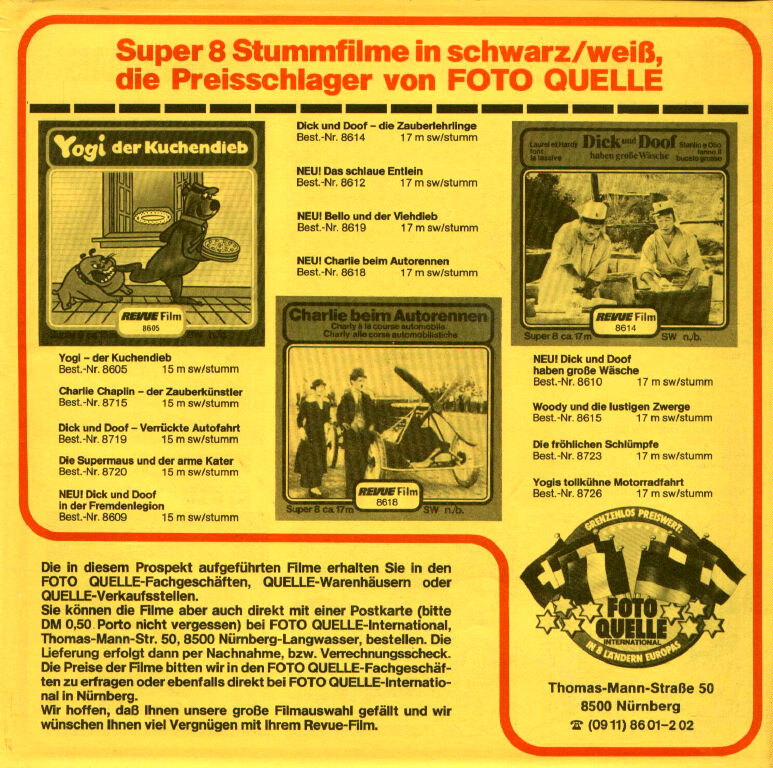 Super 8 Stummfilme in schwarz/weiß,
die Preisschlager von FOTO QUELLE
Yogi der Kuchendieb
REVUE Film
8605
Yogi – der Kuchendieb
Best.-Nr. 8605 15 m sw/stumm
Charlie Chaplin – der Zauberkünstler
Best.-Nr. 8715 15 m sw/stumm
Dick und Doof – Verrückte Autofahrt
Best.-Nr. 8719 15 m sw/stumm
Die Supermaus und der arme Kater
Best.-Nr. 8720 15 m sw/stumm
NEU! Dick und Doof
in der Fremdenlegion
Best.-Nr. 8609 15 m sw/stumm
Dick und Doof – die Zauberlehrlinge
Best.-Nr. 8614 17 m sw/stumm
NEU! Das schlaue Entlein
Best.-Nr. 8612 17 m sw/stumm
NEU! Bello und der Viehdieb
Best.-Nr. 8619 17 m sw/stumm
NEU! Charlie beim Autorennen
Best.-Nr. 8618 17 m sw/stumm
Charlie beim Autorennen
Charly à la course automobile
Charly alle corse automobilistiche
REVUE Film
8618
Super 8 ca. 17m SW n./b.
Laurel et Hardy
font
la lessive
Dick und Doof
haben große Wäsche
Stanlio e Olio
fanno il
bucato grosso
REVUE Film
8614
Super 8 ca. 17m SW n./b.
NEU! Dick und Doof
haben große Wäsche
Best.-Nr. 8610 17 m sw/stumm
Woody und die lustigen Zwerge
Best.-Nr. 8615 17 m sw/stumm
Die fröhlichen Schlümpfe
Best.-Nr. 8723 17 m sw/stumm
Yogis tollkühne Motorradfahrt
Best.-Nr. 8726 17 m sw/stumm
Die in diesem Prospekt aufgeführten Filme erhalten Sie in den
FOTO QUELLE-Fachgeschäften, QUELLE-Warenhäusern oder
QUELLE-Verkaufsstellen.
Sie können die Filme aber auch direkt mit einer Postkarte (bitte
DM 0,50 Porto nicht vergessen) bei FOTO QUELLE-International,
Thomas-Mann-Str. 50, 8500 Nürnberg-Langwasser, bestellen. Die
Lieferung erfolgt dann per Nachnahme, bzw. Verrechnungsscheck.
Die Preise der Filme bitten wir in den FOTO QUELLE-Fachgeschäf-
ten zu erfragen oder ebenfalls direkt bei FOTO QUELLE-Internatio-
nal in Nürnberg.
Wir hoffen, daß Ihnen unsere große Filmauswahl gefällt und wir
wünschen Ihnen viel Vergnügen mit Ihrem Revue-Film.
GRENZENLOS PREISWERT:
FOTO
QUELLE
INTERNATIONAL
IN 8 LÄNDERN EUROPAS
Thomas-Mann-Straße 50
8500 Nürnberg
☎ (09 11) 8 6 01–2 02